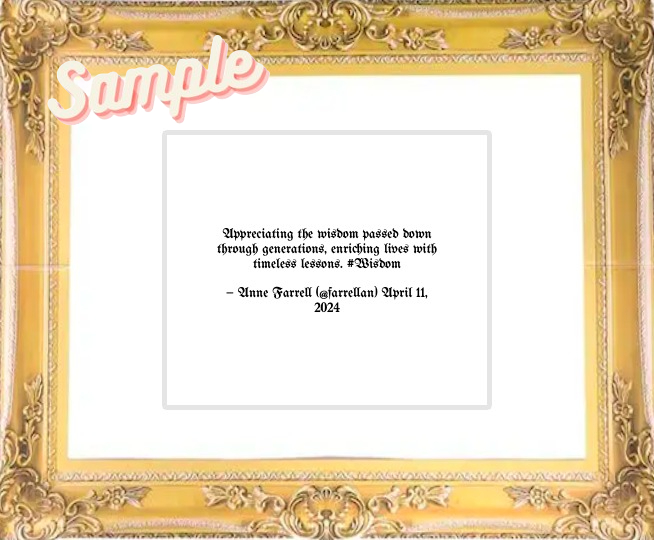 Sample
Appreciating the wisdom passed down
through generations, enriching lives with
timeless lessons. #Wisdom
– Anne Farrell (@farrellan) April 11,
2024